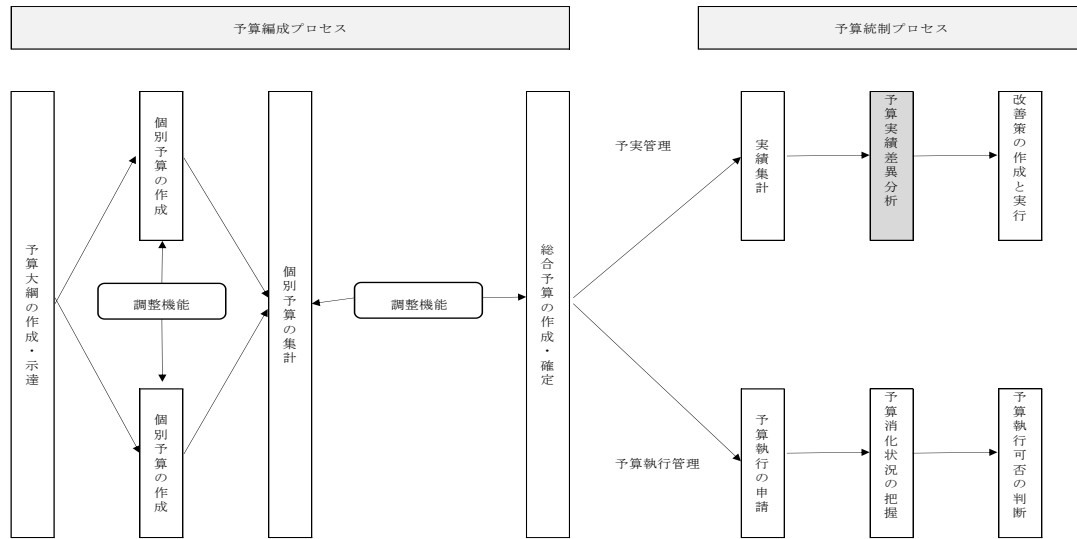 予算編成プロセス
予算統制プロセス
予算大綱の作成・示達
個別予算の作成
調整機能
個別予算の作成
個別予算の集計
調整機能
総合予算の作成・確定
予実管理
実績集計
予算実績差異分析
改善策の作成と実行
予算執行管理
予算執行の申請
予算消化状況の把握
予算執行可否の判断